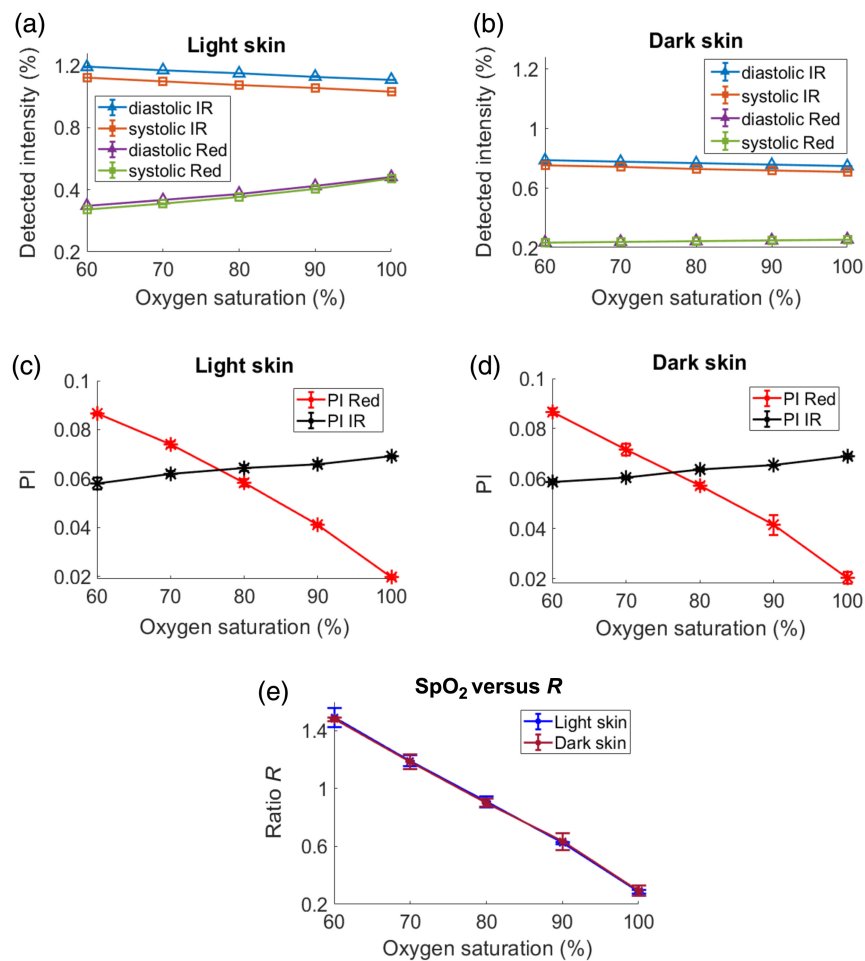 (a)
Light skin
Detected intensity (%)
1.2
0.8
0.4
0.2
diastolic IR
systolic IR
diastolic Red
systolic Red
60 70 80 90 100
Oxygen saturation (%)
(b)
Dark skin
Detected intensity (%)
1.2
1
0.6
0.2
diastolic IR
systolic IR
diastolic Red
systolic Red
60 70 80 90 100
Oxygen saturation (%)
(c)
Light skin
PI
0.1
0.08
0.06
0.04
0.02
PI Red
PI IR
60 70 80 90 100
Oxygen saturation (%)
(d)
Dark skin
PI
0.1
0.08
0.06
0.04
0.02
PI Red
PI IR
60 70 80 90 100
Oxygen saturation (%)
(e)
SpO₂ versus R
Ratio R
1.4
1
0.6
0.2
Light skin
Dark skin
60 70 80 90 100
Oxygen saturation (%)